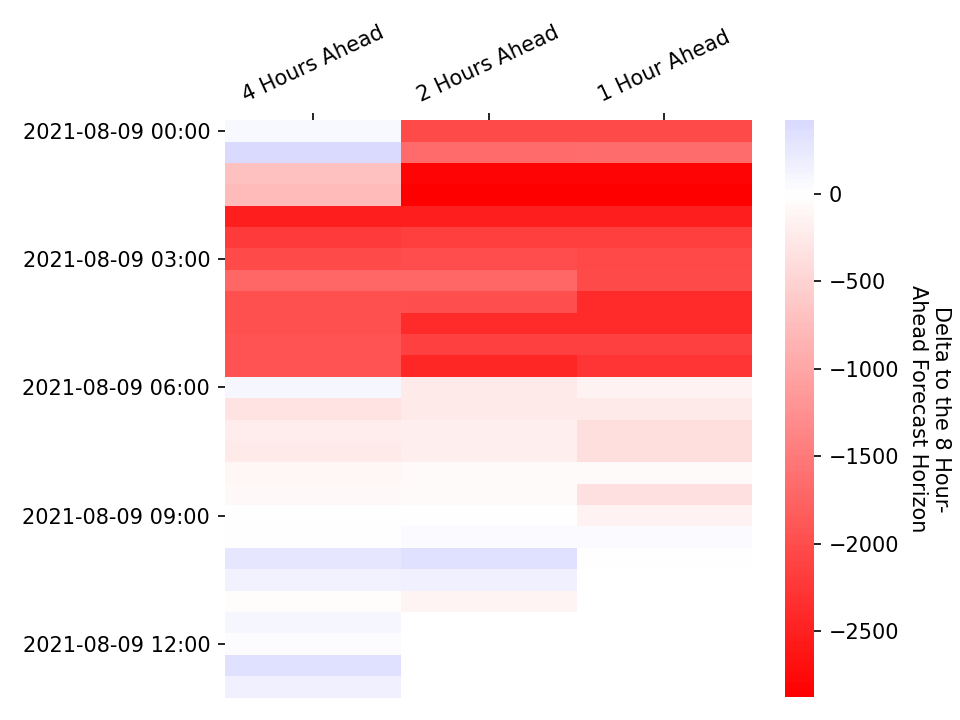 4 Hours Ahead
2 Hours Ahead
1 Hour Ahead
2021-08-09 00:00
2021-08-09 03:00
2021-08-09 06:00
2021-08-09 09:00
2021-08-09 12:00
0
−500
−1000
−1500
−2000
−2500
Delta to the 8 Hour-
Ahead Forecast Horizon